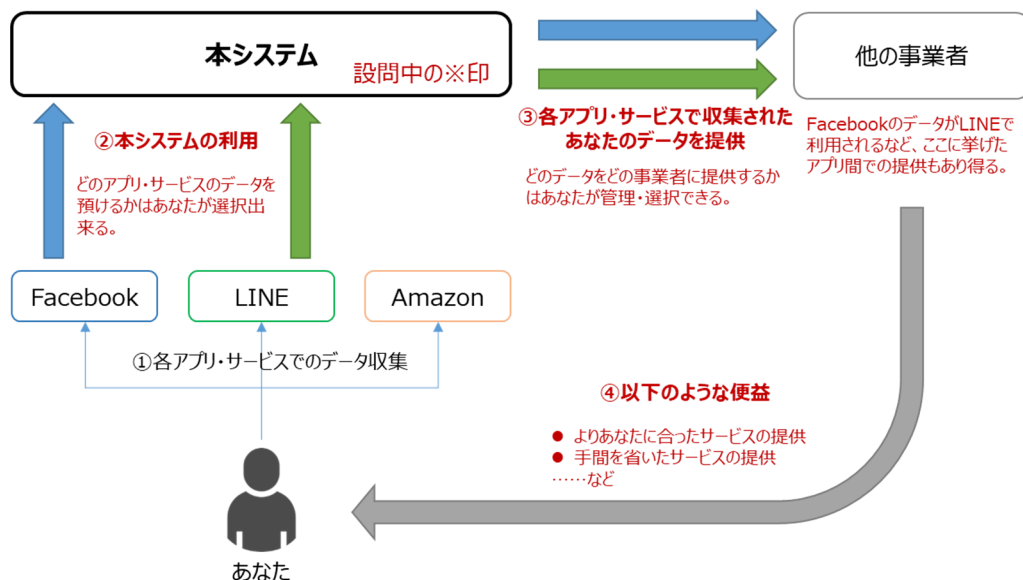 本システム
設問中の※印
他の事業者
②本システムの利用
どのアプリ・サービスのデータを
預けるかはあなたが選択出
来る。
③各アプリ・サービスで収集された
あなたのデータを提供
どのデータをどの事業者に提供するか
はあなたが管理・選択できる。
FacebookのデータがLINEで
利用されるなど、ここに挙げた
アプリ間での提供もあり得る。
Facebook
LINE
Amazon
①各アプリ・サービスでのデータ収集
④以下のような便益
● よりあなたに合ったサービスの提供
● 手間を省いたサービスの提供
……など
あなた